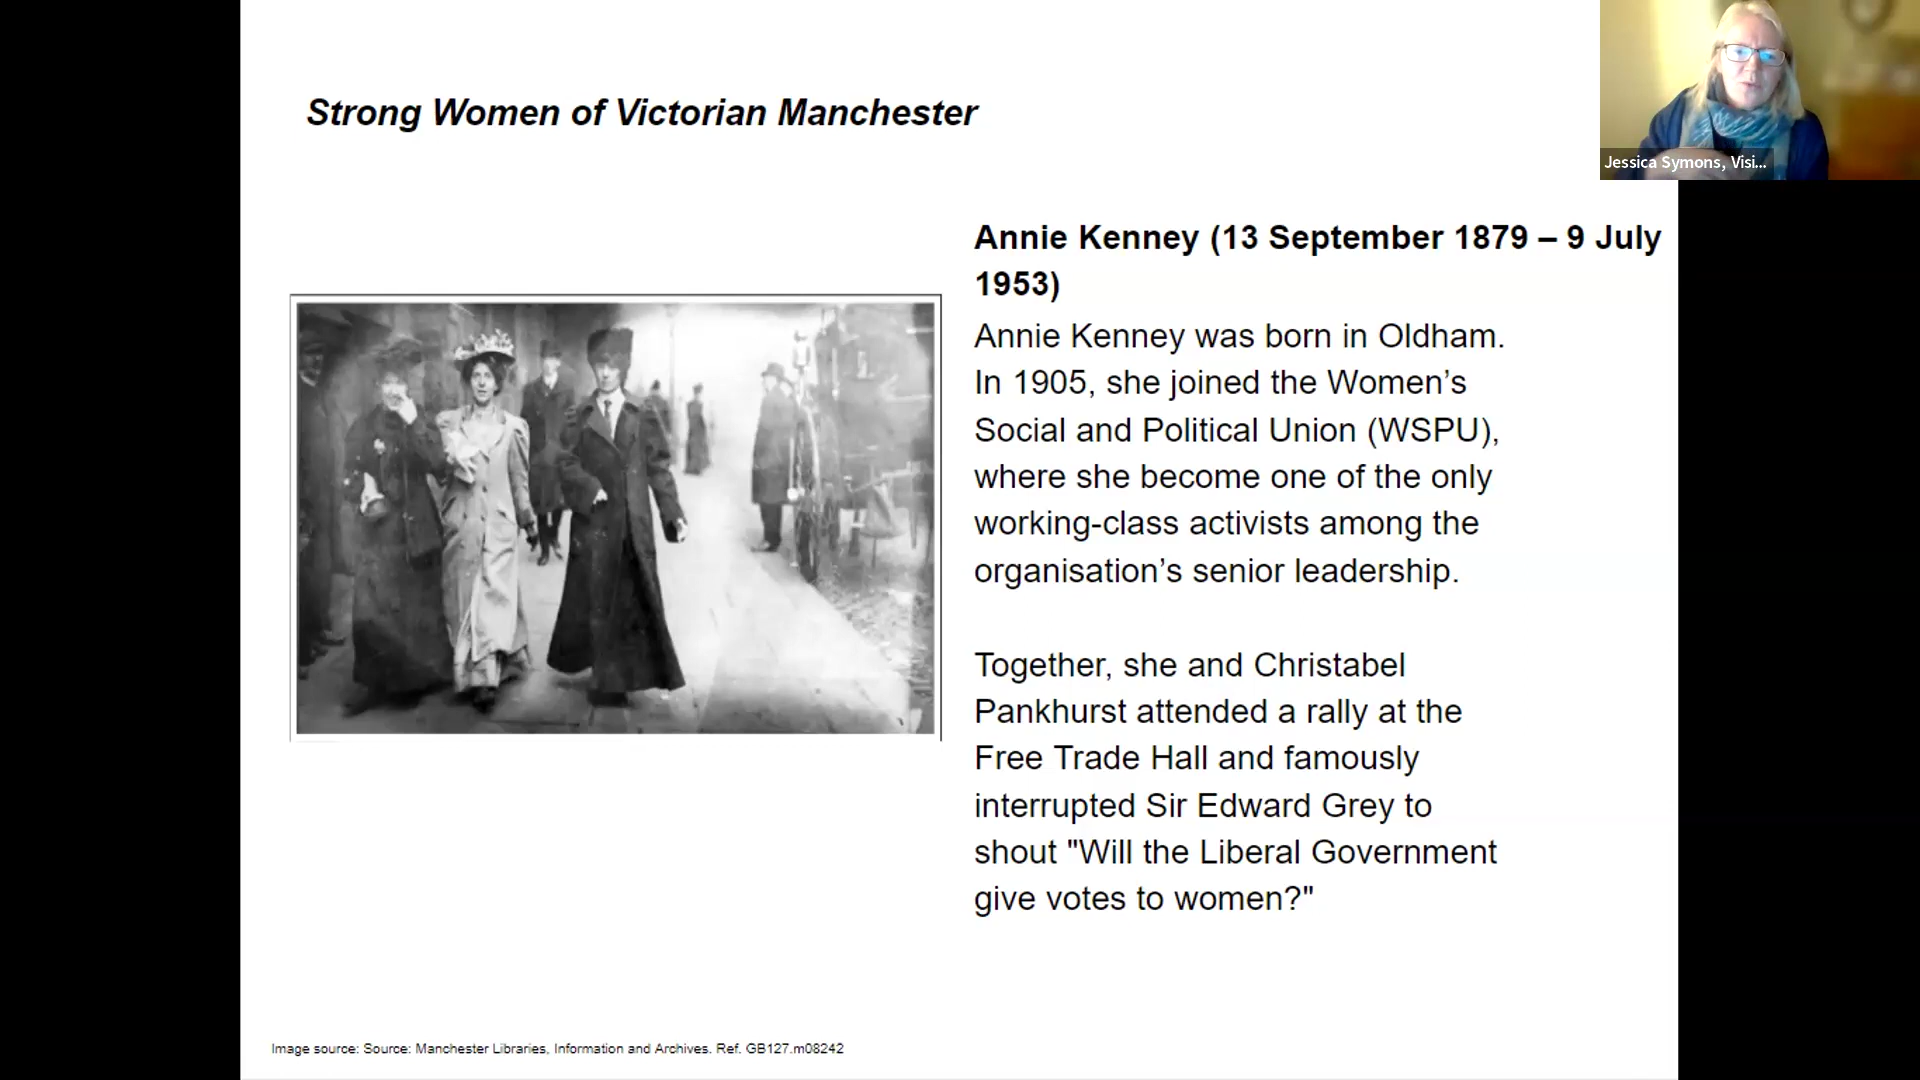 Strong Women of Victorian Manchester
Jessica Symons, Visi...
Annie Kenney (13 September 1879 – 9 July
1953)
Annie Kenney was born in Oldham.
In 1905, she joined the Women’s
Social and Political Union (WSPU),
where she become one of the only
working-class activists among the
organisation’s senior leadership.
Together, she and Christabel
Pankhurst attended a rally at the
Free Trade Hall and famously
interrupted Sir Edward Grey to
shout "Will the Liberal Government
give votes to women?"
Image source: Source: Manchester Libraries, Information and Archives. Ref. GB127.m08242